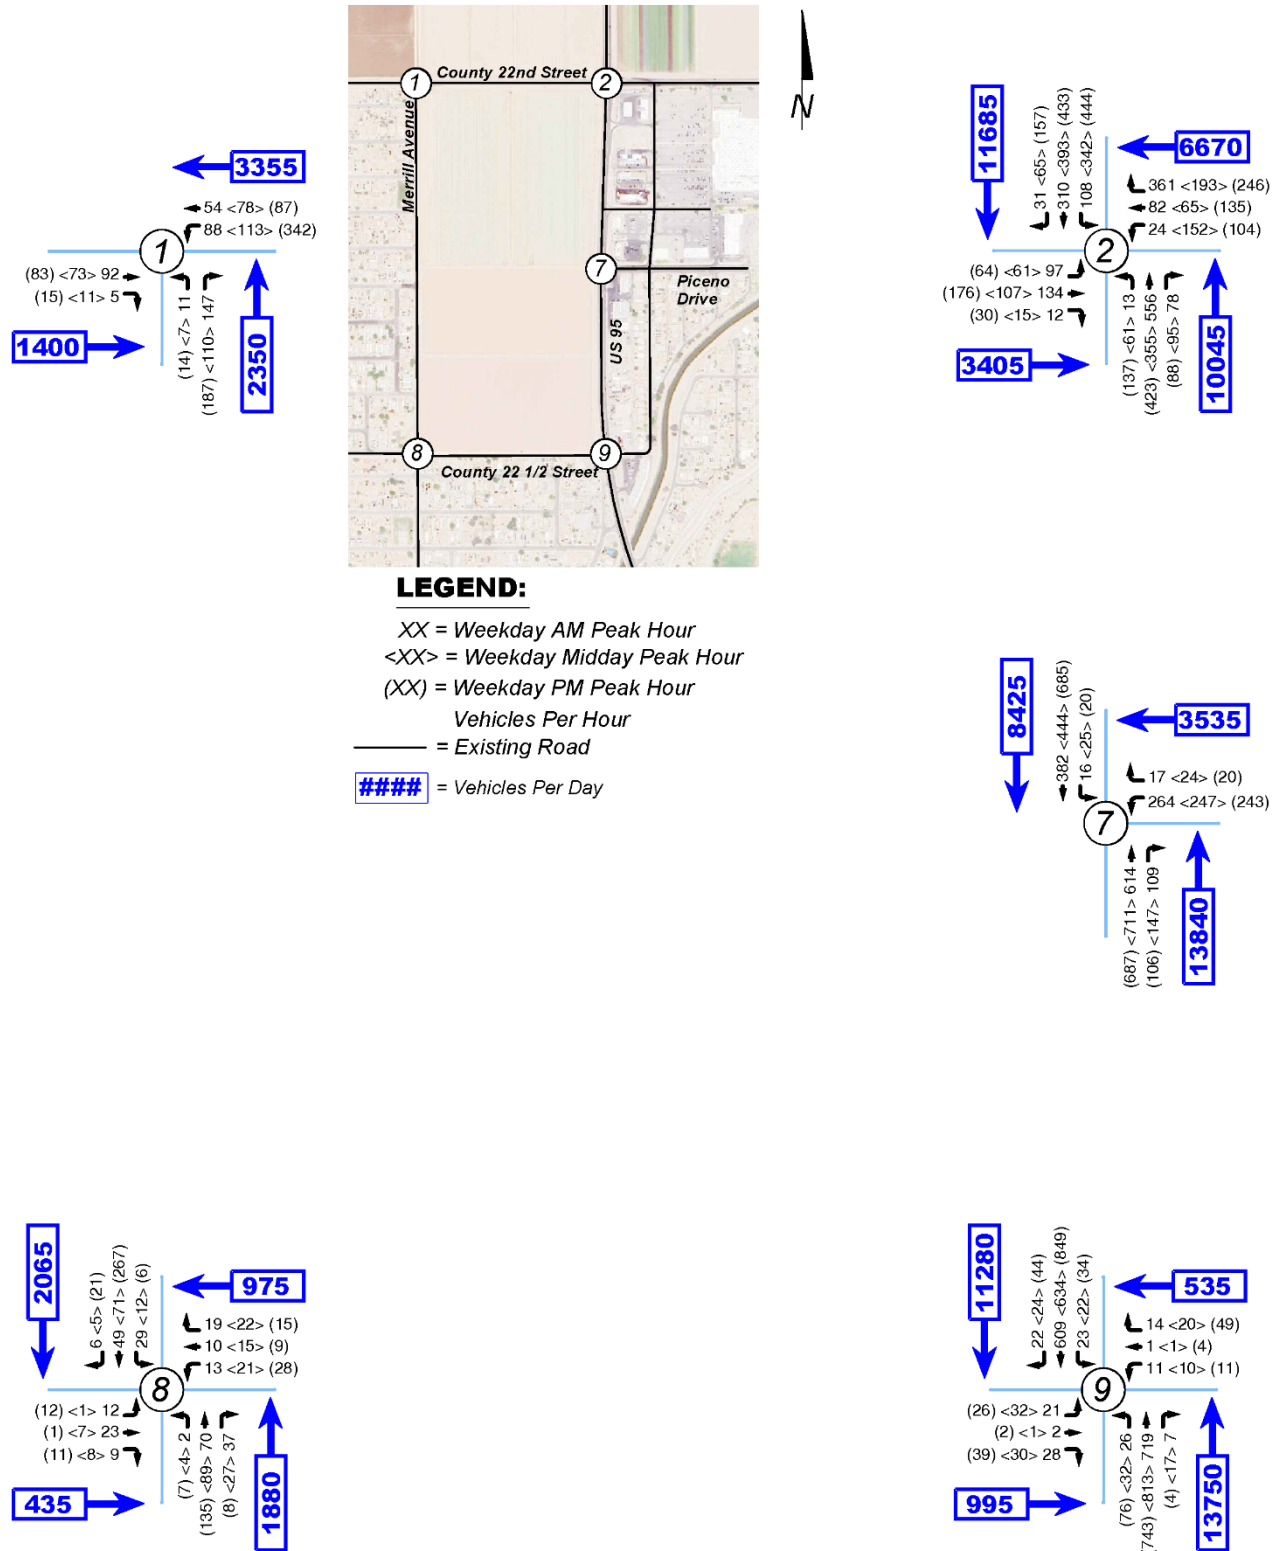 1
County 22nd Street
2
Merrill Avenue
7
Piceno
Drive
US 95
8
County 22 1/2 Street
9
N
LEGEND:
XX = Weekday AM Peak Hour
<XX> = Weekday Midday Peak Hour
(XX) = Weekday PM Peak Hour
Vehicles Per Hour
= Existing Road
#### = Vehicles Per Day
3355
54 <78> (87)
88 <113> (342)
1
(83) <73> 92
(15) <11> 5
(14) <7> 11
(187) <110> 147
1400
2350
11685
31 <65> (157)
310 <393> (433)
108 <342> (444)
6670
361 <193> (246)
82 <65> (135)
24 <152> (104)
2
(64) <61> 97
(176) <107> 134
(30) <15> 12
(137) <61> 13
(423) <355> 556
(88) <95> 78
3405
10045
8425
382 <444> (685)
16 <25> (20)
3535
17 <24> (20)
264 <247> (243)
7
(687) <711> 614
(106) <147> 109
13840
2065
6 <5> (21)
49 <71> (267)
29 <12> (6)
975
19 <22> (15)
10 <15> (9)
13 <21> (28)
8
(12) <1> 12
(1) <7> 23
(11) <8> 9
(7) <4> 2
(135) <89> 70
(8) <27> 37
435
1880
11280
22 <24> (44)
609 <634> (849)
23 <22> (34)
535
14 <20> (49)
1 <1> (4)
11 <10> (11)
9
(26) <32> 21
(2) <1> 2
(39) <30> 28
(76) <32> 26
(743) <813> 719
(4) <17> 7
995
13750